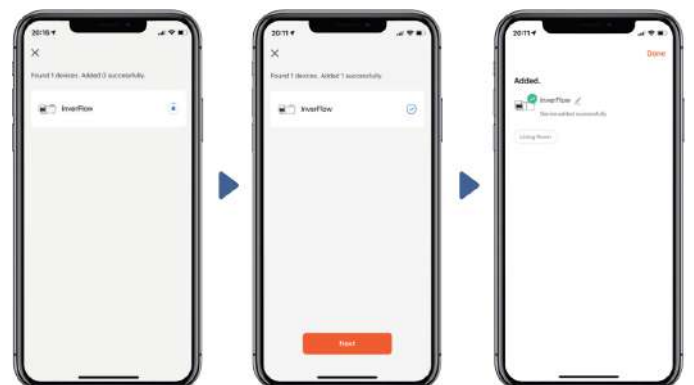 20:11
Found 1 devices. Added 0 successfully.
InverFlow
20:11
Found 1 devices. Added 1 successfully.
InverFlow
Next
20:11
Done
Added.
InverFlow
Device added successfully
Living Room